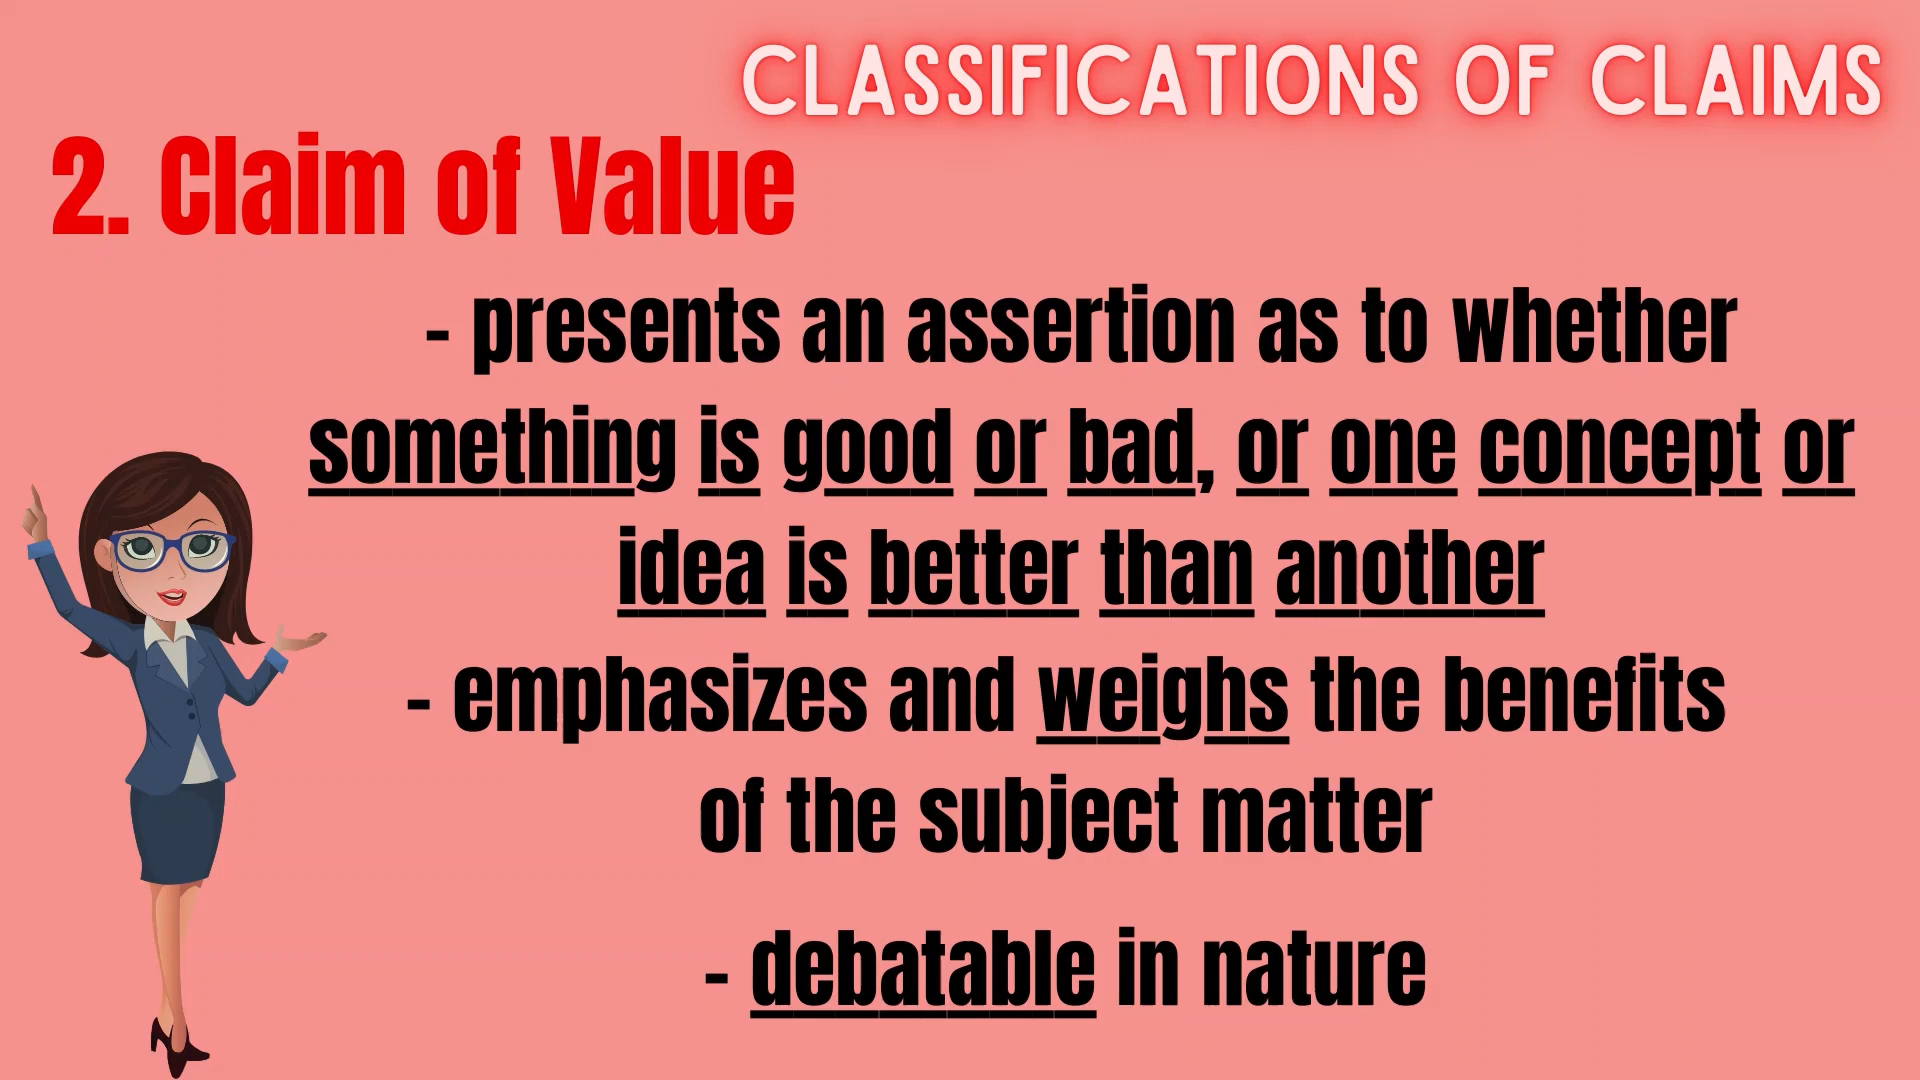 CLASSIFICATIONS OF CLAIMS
2. Claim of Value
- presents an assertion as to whether
something is good or bad, or one concept or
idea is better than another
- emphasizes and weighs the benefits
of the subject matter
- debatable in nature